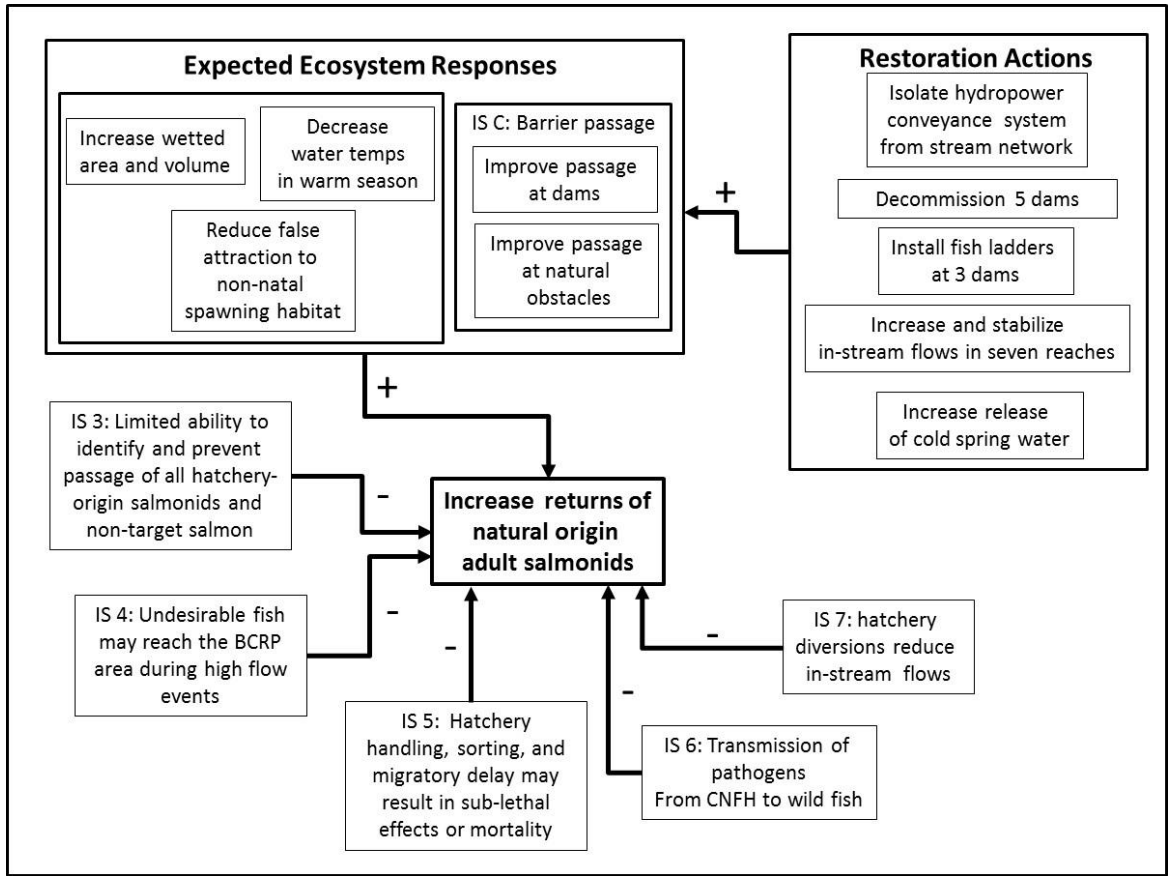 Expected Ecosystem Responses
Increase wetted
area and volume
Decrease
water temps
in warm season
Reduce false
attraction to
non-natal
spawning habitat
IS C: Barrier passage
Improve passage
at dams
Improve passage
at natural
obstacles
+
Restoration Actions
Isolate hydropower
conveyance system
from stream network
Decommission 5 dams
Install fish ladders
at 3 dams
Increase and stabilize
in-stream flows in seven reaches
Increase release
of cold spring water
+
IS 3: Limited ability to
identify and prevent
passage of all hatchery-
origin salmonids and
non-target salmon
-
Increase returns of
natural origin
adult salmonids
IS 4: Undesirable fish
may reach the BCRP
area during high flow
events
-
IS 5: Hatchery
handling, sorting, and
migratory delay may
result in sub-lethal
effects or mortality
-
IS 6: Transmission of
pathogens
From CNFH to wild fish
-
IS 7: hatchery
diversions reduce
in-stream flows
-